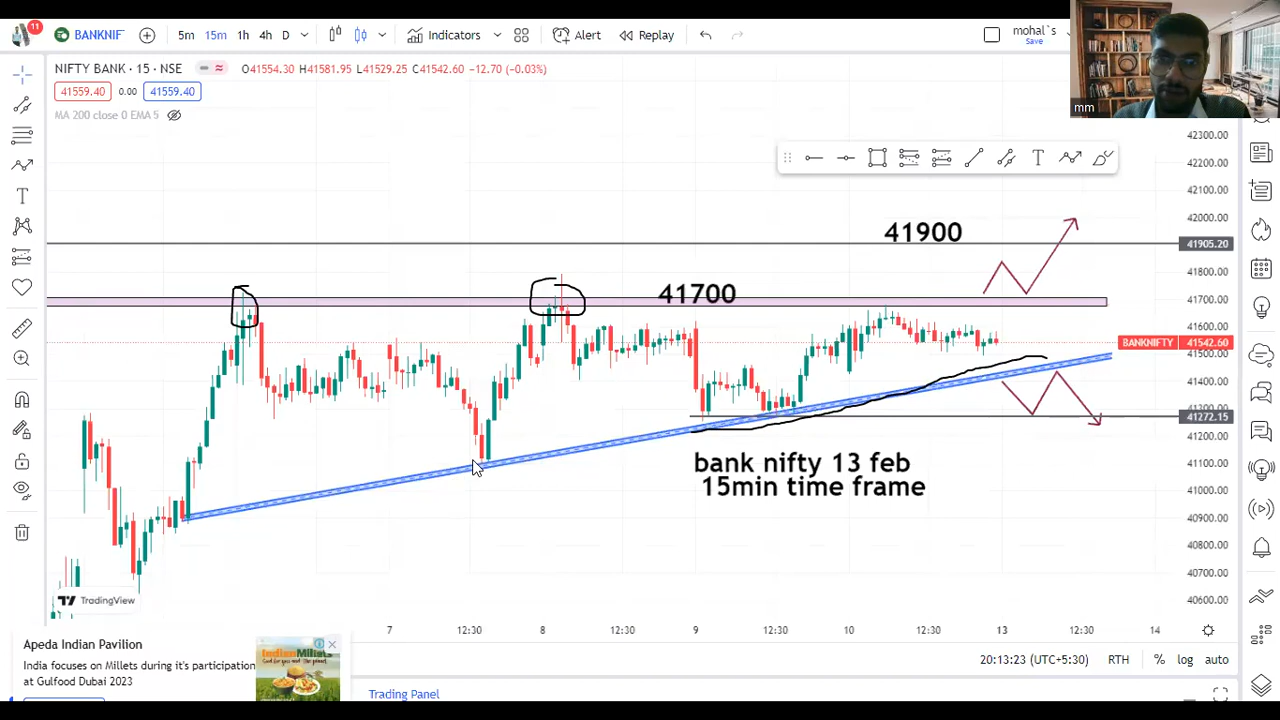 11
BANKNIF
5m 15m 1h 4h D
Indicators
Alert
Replay
mohal`s
Save
mm
NIFTY BANK · 15 · NSE
O41554.30 H41581.95 L41529.25 C41542.60 -12.70 (-0.03%)
41559.40 0.00 41559.40
MA 200 close 0 EMA 5
42300.00
42200.00
42100.00
42000.00
41900
41905.20
41800.00
41700
41700.00
41600.00
BANKNIFTY 41542.60
41500.00
41400.00
41300.00
41272.15
41200.00
bank nifty 13 feb
15min time frame
41100.00
41000.00
40900.00
40800.00
40700.00
40600.00
TradingView
7 12:30 8 12:30 9 12:30 10 12:30 13 12:30 14
Apeda Indian Pavilion
India focuses on Millets during it's participation
at Gulfood Dubai 2023
20:13:23 (UTC+5:30) RTH % log auto
Trading Panel